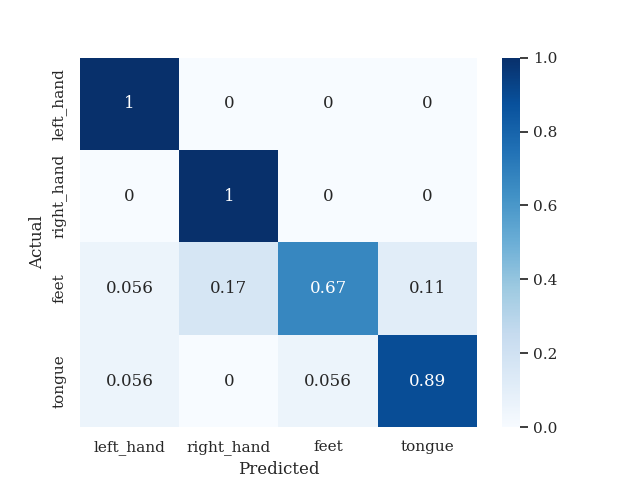 left_hand 1 0 0 0
right_hand 0 1 0 0
feet 0.056 0.17 0.67 0.11
tongue 0.056 0 0.056 0.89
left_hand right_hand feet tongue
Predicted
Actual
1.0
0.8
0.6
0.4
0.2
0.0